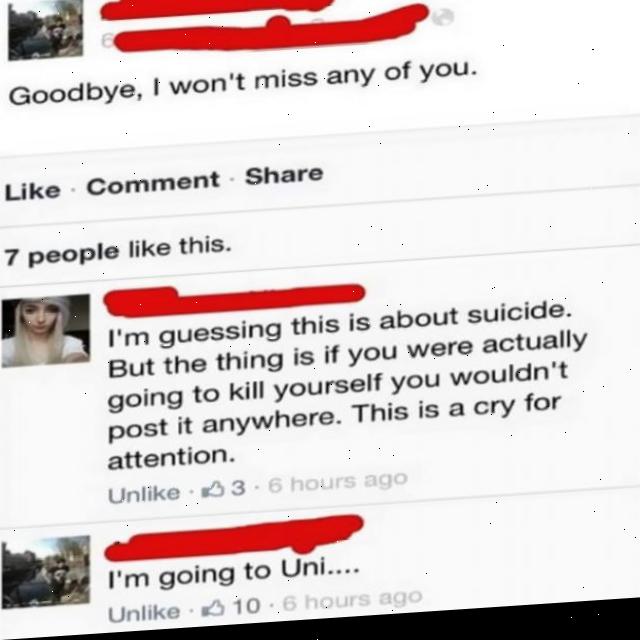 6
Goodbye, I won't miss any of you.
Like · Comment · Share
7 people like this.
I'm guessing this is about suicide.
But the thing is if you were actually
going to kill yourself you wouldn't
post it anywhere. This is a cry for
attention.
Unlike · 3 · 6 hours ago
I'm going to Uni....
Unlike · 10 · 6 hours ago